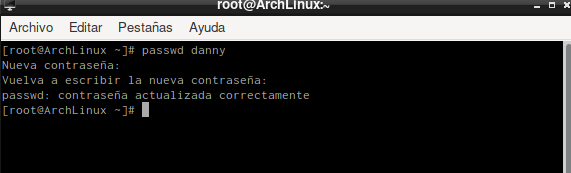 root@ArchLinux:~
Archivo Editar Pestañas Ayuda
[root@ArchLinux ~]# passwd danny
Nueva contraseña:
Vuelva a escribir la nueva contraseña:
passwd: contraseña actualizada correctamente
[root@ArchLinux ~]#